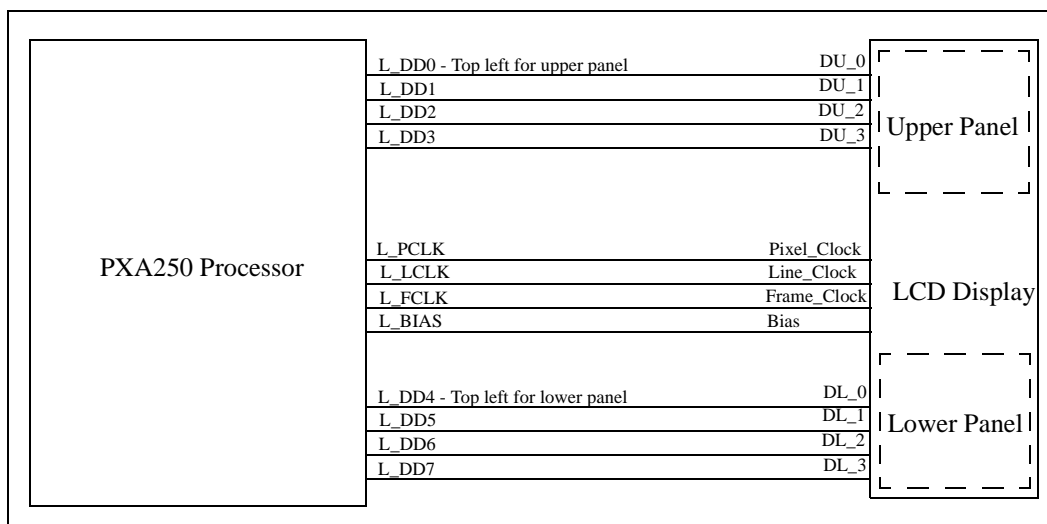 L_DD0 - Top left for upper panel DU_0
L_DD1 DU_1
L_DD2 DU_2
L_DD3 DU_3
Upper Panel
PXA250 Processor
L_PCLK Pixel_Clock
L_LCLK Line_Clock
L_FCLK Frame_Clock
L_BIAS Bias
LCD Display
L_DD4 - Top left for lower panel DL_0
L_DD5 DL_1
L_DD6 DL_2
L_DD7 DL_3
Lower Panel